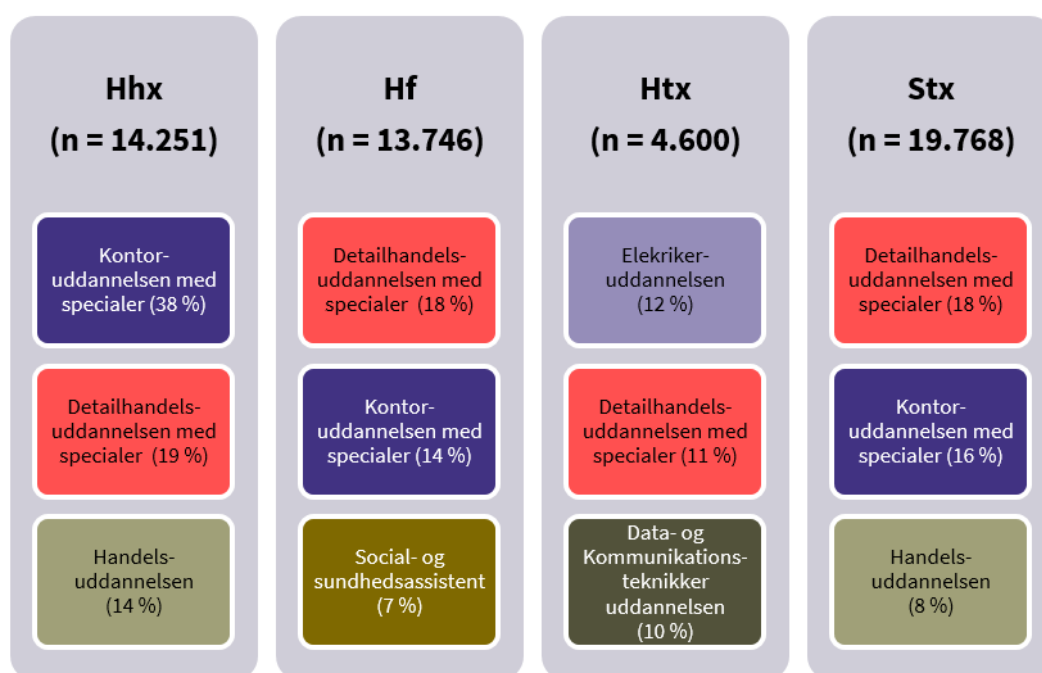 Hhx
(n = 14.251)
Kontor-
uddannelsen med
specialer (38 %)
Detailhandels-
uddannelsen med
specialer (19 %)
Handels-
uddannelsen
(14 %)
Hf
(n = 13.746)
Detailhandels-
uddannelsen med
specialer (18 %)
Kontor-
uddannelsen med
specialer (14 %)
Social- og
sundhedsassistent
(7 %)
Htx
(n = 4.600)
Elekriker-
uddannelsen
(12 %)
Detailhandels-
uddannelsen med
specialer (11 %)
Data- og
Kommunikations-
teknikker
uddannelsen
(10 %)
Stx
(n = 19.768)
Detailhandels-
uddannelsen med
specialer (18 %)
Kontor-
uddannelsen med
specialer (16 %)
Handels-
uddannelsen
(8 %)